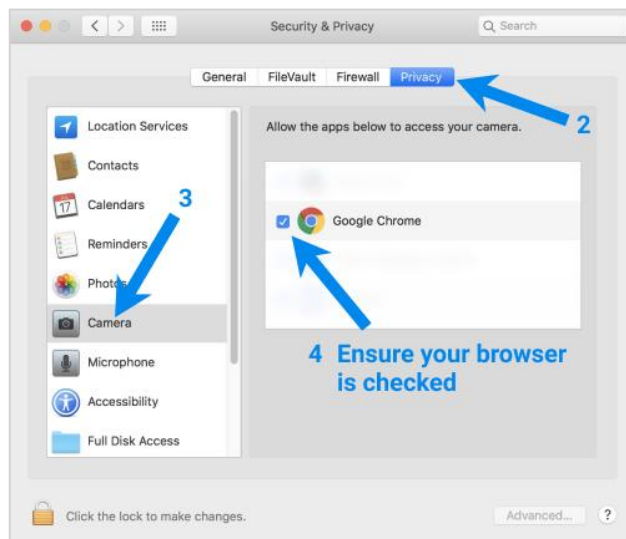 Security & Privacy
Search
General FileVault Firewall Privacy
2
Location Services
Allow the apps below to access your camera.
Contacts
17
Calendars
3
Google Chrome
Reminders
Photos
Camera
4 Ensure your browser
is checked
Microphone
Accessibility
Full Disk Access
Click the lock to make changes.
Advanced...
?